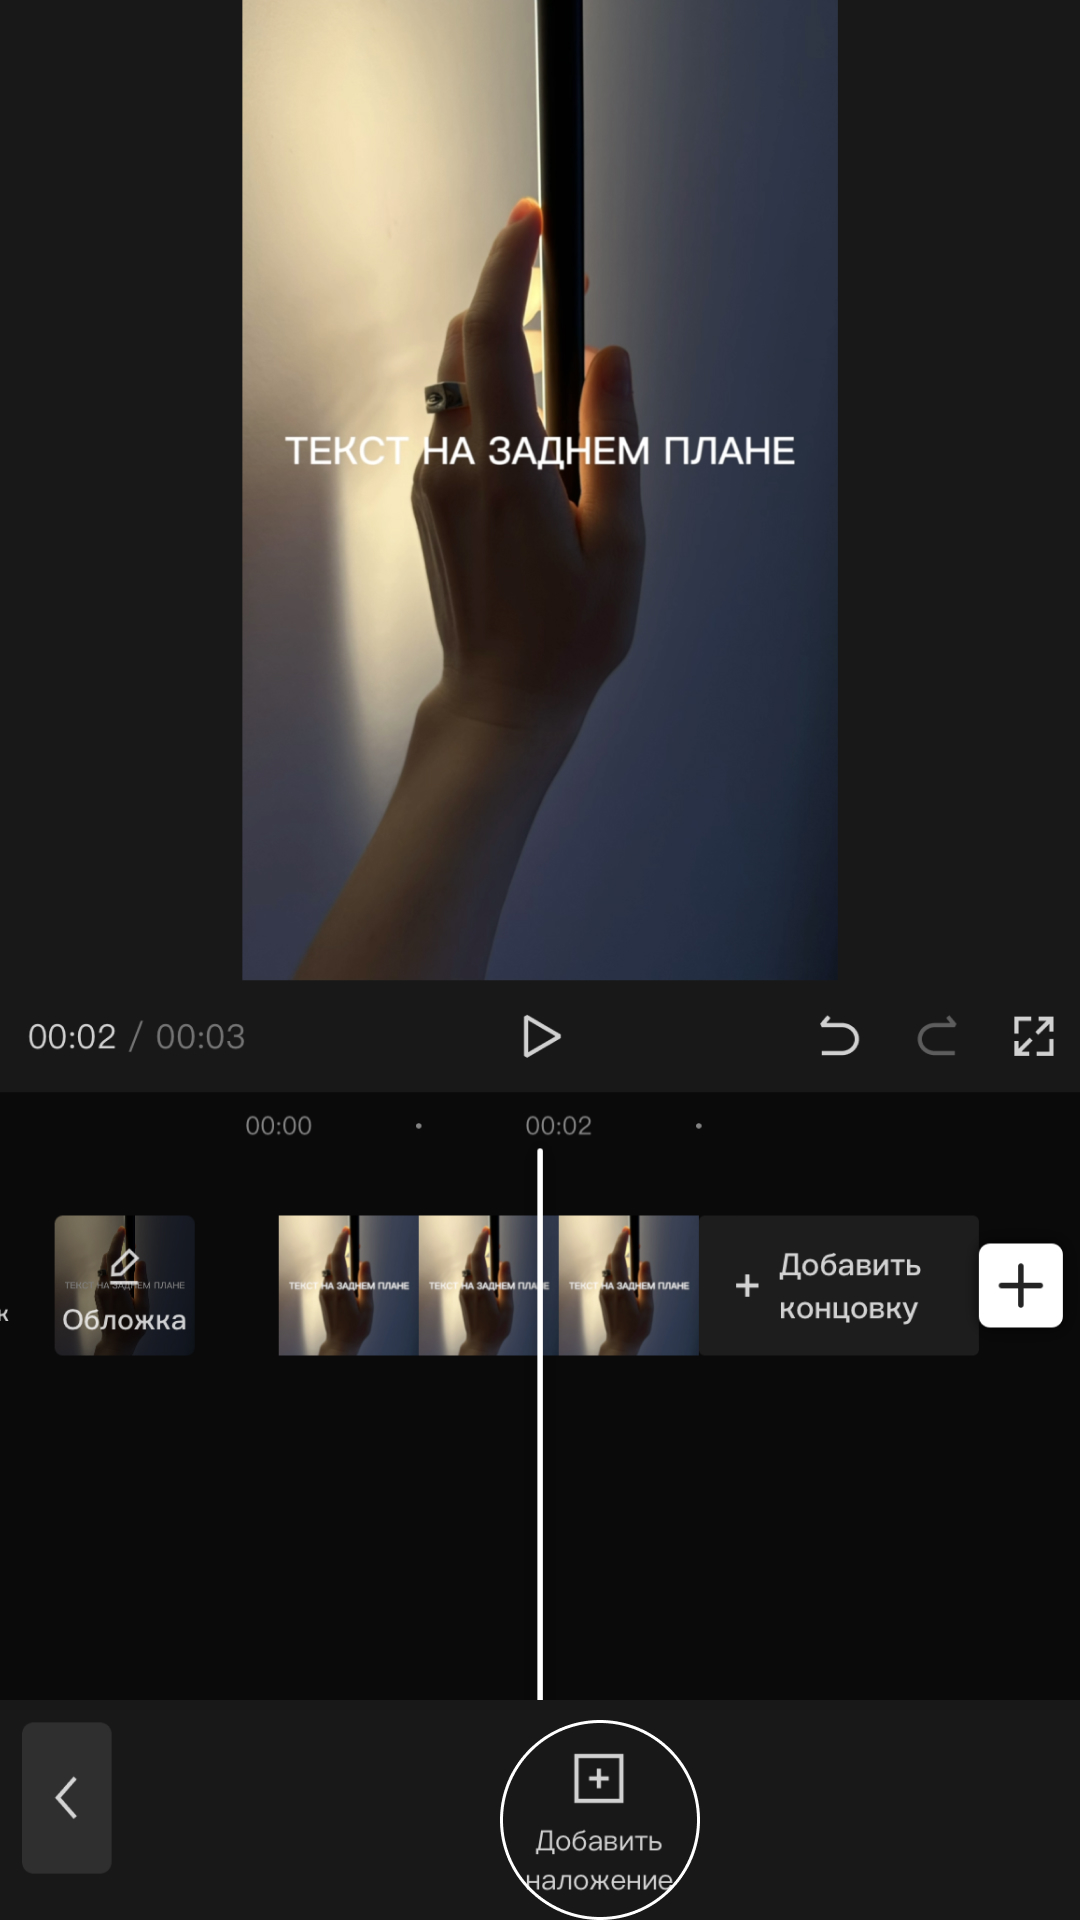 ТЕКСТ НА ЗАДНЕМ ПЛАНЕ
00:02 / 00:03
00:00
00:02
к
ТЕКСТ НА ЗАДНЕМ ПЛАНЕ
Обложка
ТЕКСТ НА ЗАДНЕМ ПЛАНЕ
ТЕКСТ НА ЗАДНЕМ ПЛАНЕ
ТЕКСТ НА ЗАДНЕМ ПЛАНЕ
Добавить
концовку
Добавить
наложение